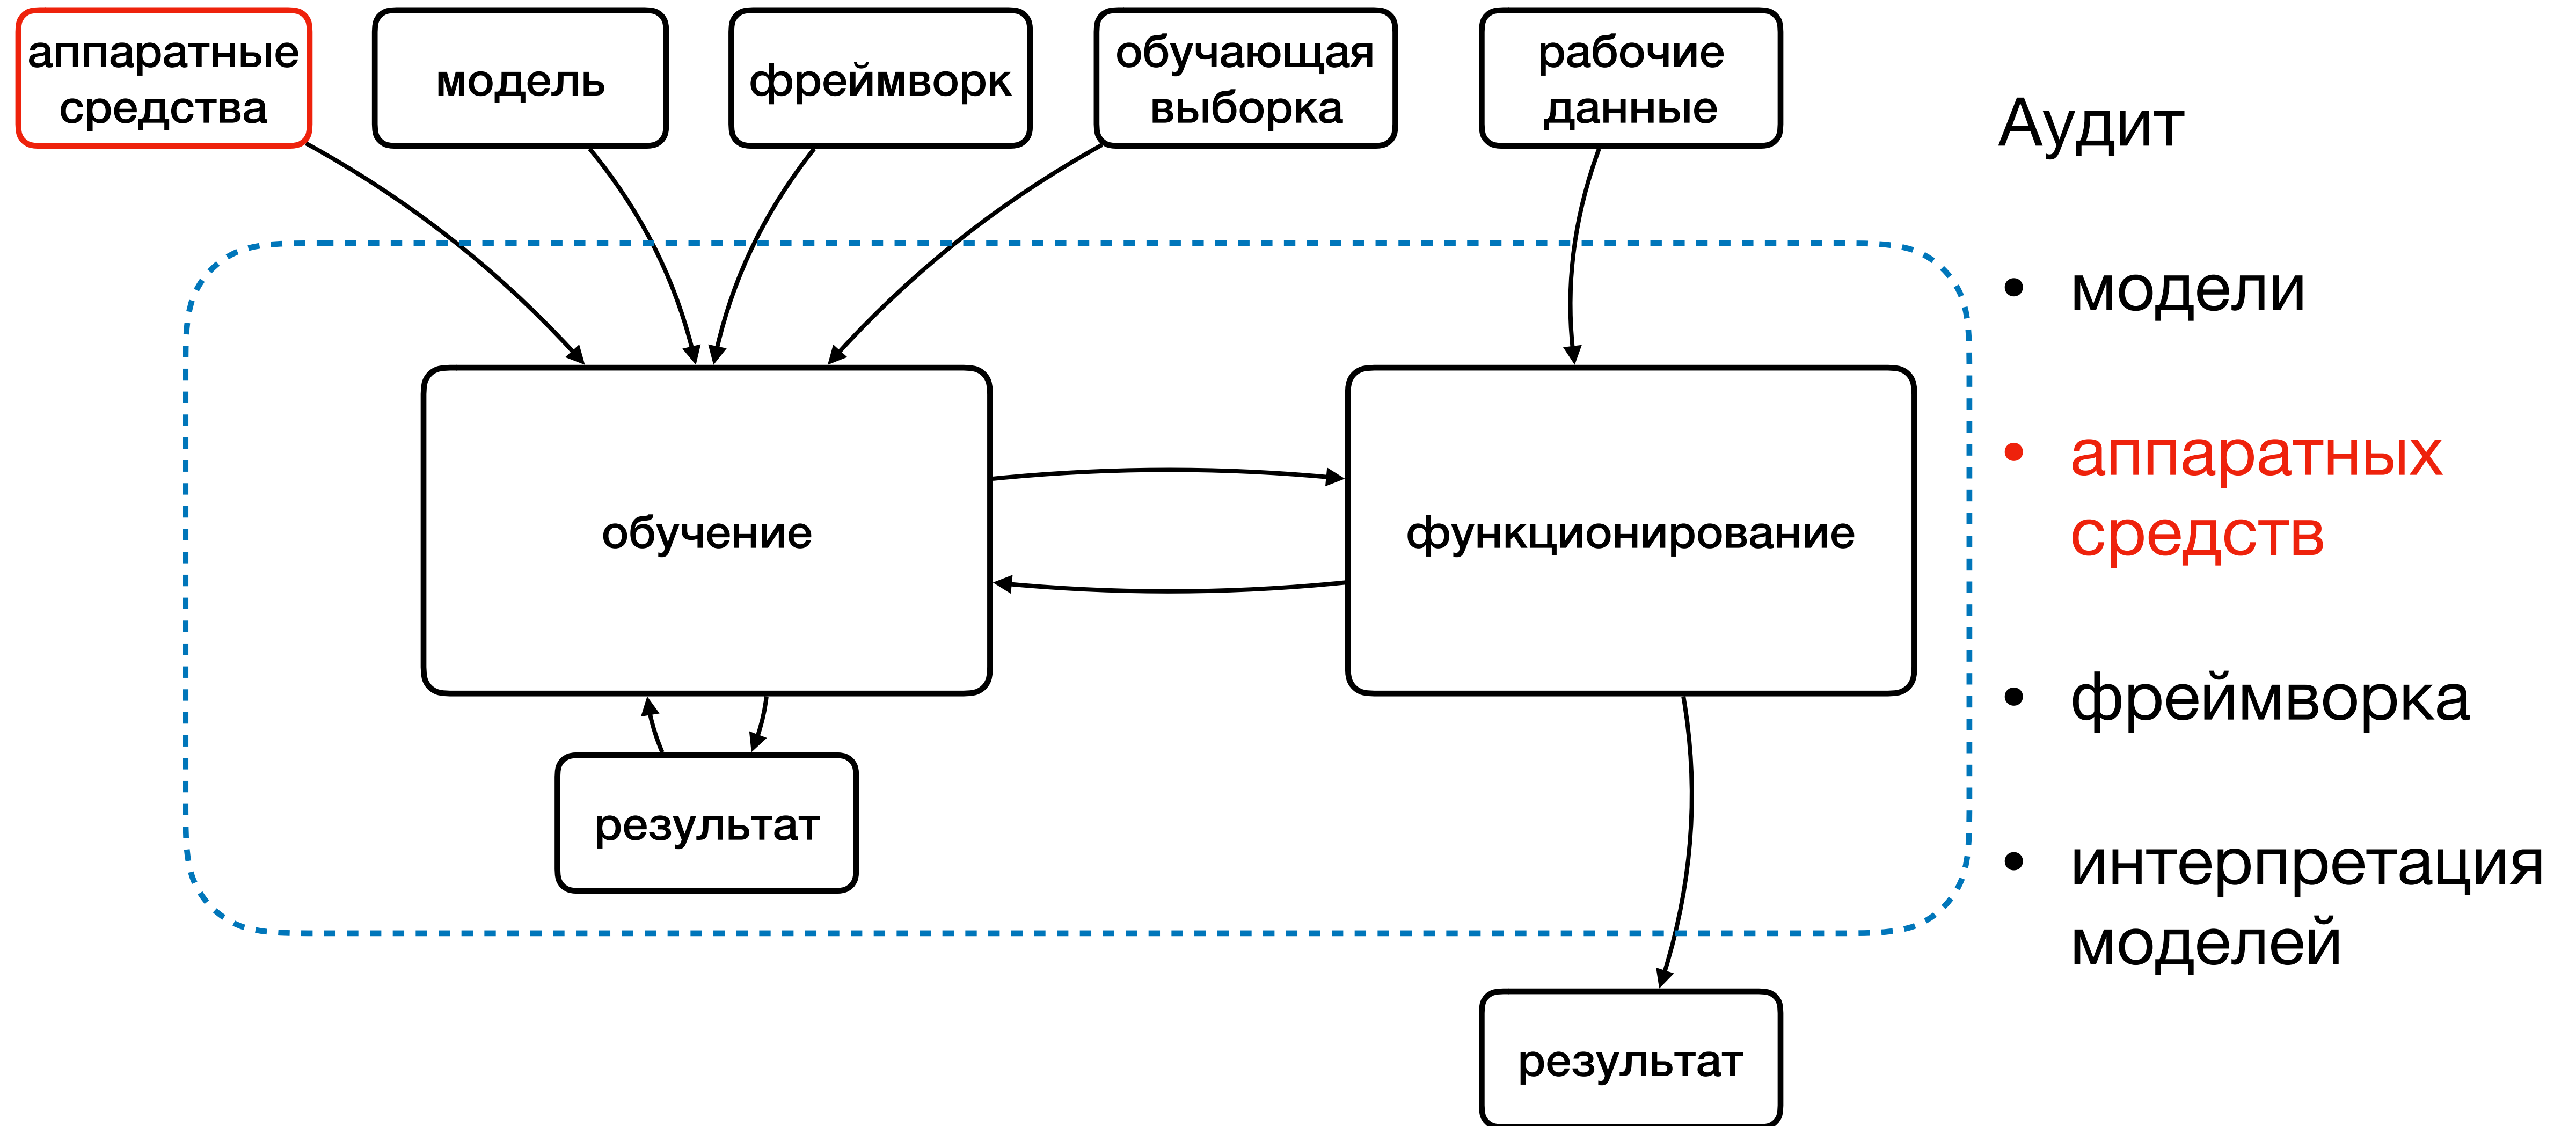 аппаратные
средства
модель
фреймворк
обучающая
выборка
рабочие
данные
Аудит
• модели
• аппаратных
средств
• фреймворка
• интерпретация
моделей
обучение
функционирование
результат
результат